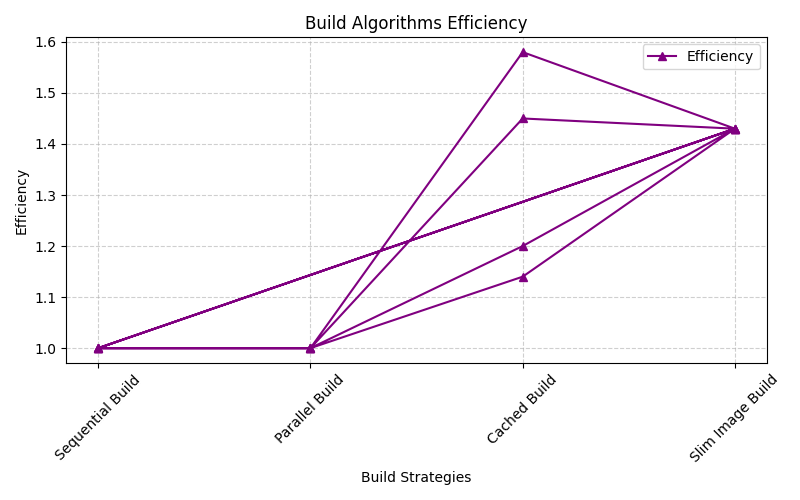 Build Algorithms Efficiency
Efficiency
1.6
1.5
1.4
1.3
1.2
1.1
1.0
Efficiency
Sequential Build
Parallel Build
Cached Build
Slim Image Build
Build Strategies